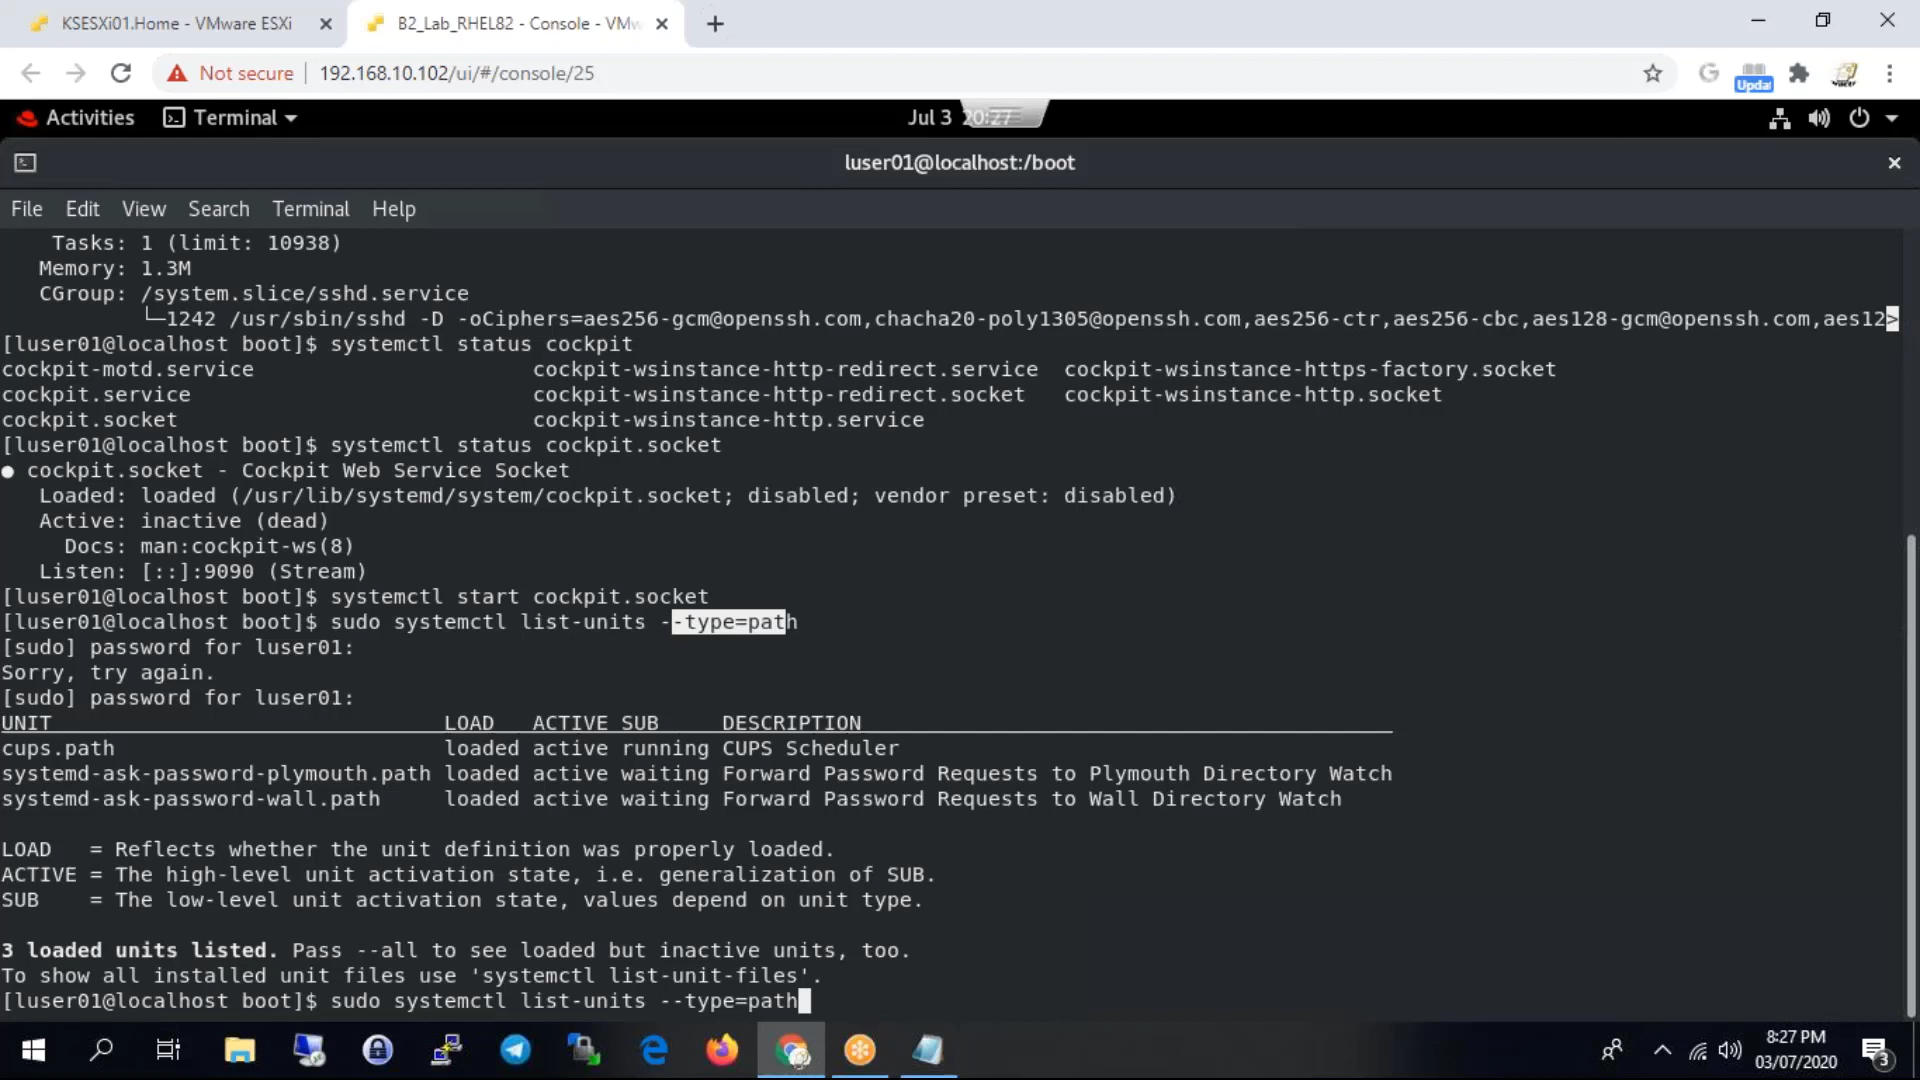 KSESXi01.Home - VMware ESXi
B2_Lab_RHEL82 - Console - VMw
Not secure
192.168.10.102/ui/#/console/25
Updat
Activities
Terminal
Jul 3 20:27
luser01@localhost:/boot
File Edit View Search Terminal Help
Tasks: 1 (limit: 10938)
Memory: 1.3M
CGroup: /system.slice/sshd.service
└─1242 /usr/sbin/sshd -D -oCiphers=aes256-gcm@openssh.com,chacha20-poly1305@openssh.com,aes256-ctr,aes256-cbc,aes128-gcm@openssh.com,aes12>
[luser01@localhost boot]$ systemctl status cockpit
cockpit-motd.service cockpit-wsinstance-http-redirect.service cockpit-wsinstance-https-factory.socket
cockpit.service cockpit-wsinstance-http-redirect.socket cockpit-wsinstance-http.socket
cockpit.socket cockpit-wsinstance-http.service
[luser01@localhost boot]$ systemctl status cockpit.socket
● cockpit.socket - Cockpit Web Service Socket
Loaded: loaded (/usr/lib/systemd/system/cockpit.socket; disabled; vendor preset: disabled)
Active: inactive (dead)
Docs: man:cockpit-ws(8)
Listen: [::]:9090 (Stream)
[luser01@localhost boot]$ systemctl start cockpit.socket
[luser01@localhost boot]$ sudo systemctl list-units --type=path
[sudo] password for luser01:
Sorry, try again.
[sudo] password for luser01:
UNIT LOAD ACTIVE SUB DESCRIPTION
cups.path loaded active running CUPS Scheduler
systemd-ask-password-plymouth.path loaded active waiting Forward Password Requests to Plymouth Directory Watch
systemd-ask-password-wall.path loaded active waiting Forward Password Requests to Wall Directory Watch
LOAD = Reflects whether the unit definition was properly loaded.
ACTIVE = The high-level unit activation state, i.e. generalization of SUB.
SUB = The low-level unit activation state, values depend on unit type.
3 loaded units listed. Pass --all to see loaded but inactive units, too.
To show all installed unit files use 'systemctl list-unit-files'.
[luser01@localhost boot]$ sudo systemctl list-units --type=path
8:27 PM
03/07/2020
3